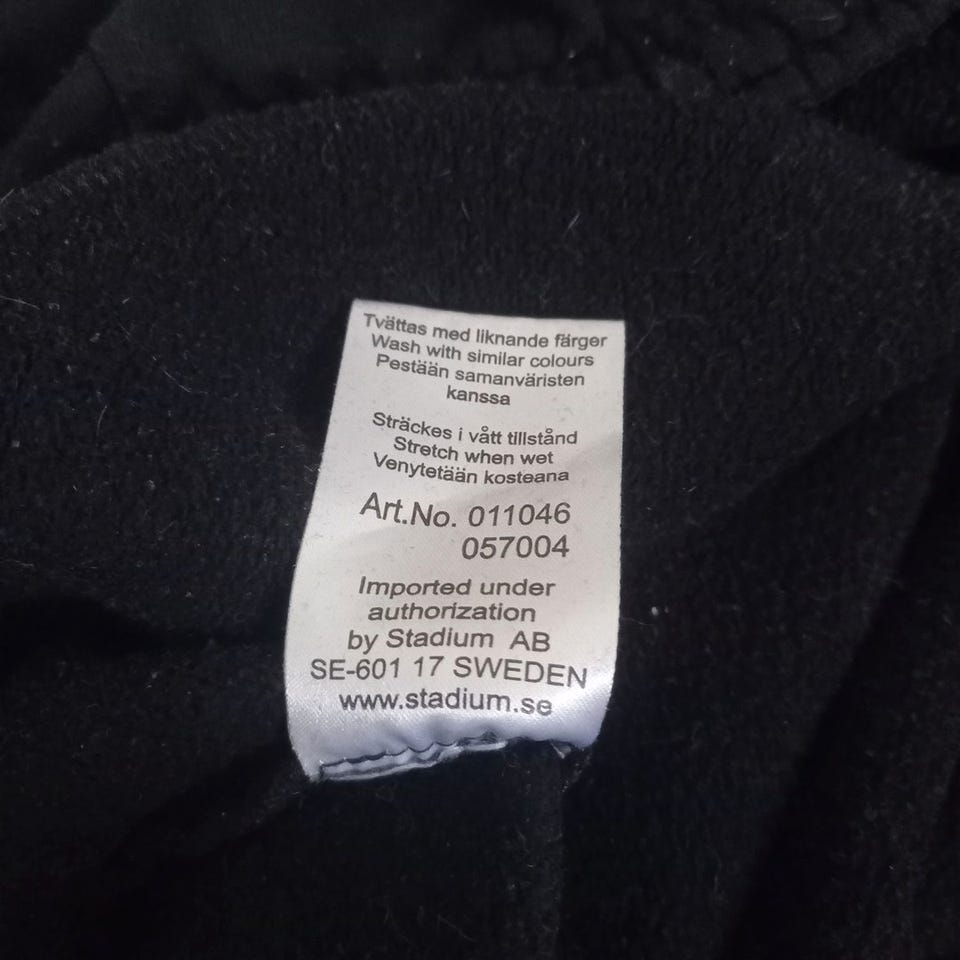 Tvättas med liknande färger
Wash with similar colours
Pestään samanväristen
kanssa
Sträckes i vått tillstånd
Stretch when wet
Venytetään kosteana
Art.No. 011046
057004
Imported under
authorization
by Stadium AB
SE-601 17 SWEDEN
www.stadium.se